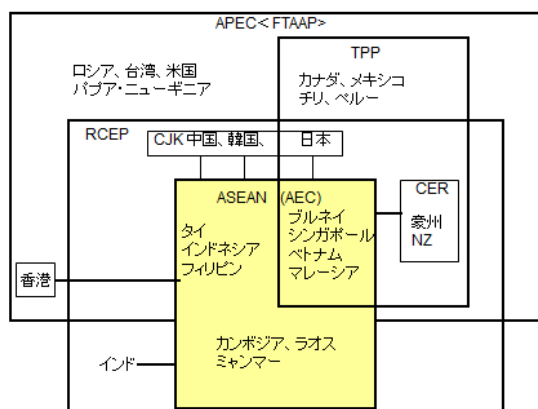 APEC<FTAAP>
TPP
ロシア、台湾、米国
パプア・ニューギニア
カナダ、メキシコ
チリ、ペルー
RCEP
CJK 中国、韓国、 日本
ASEAN (AEC)
CER
タイ
インドネシア
フィリピン
ブルネイ
シンガポール
ベトナム
マレーシア
豪州
NZ
香港
カンボジア、ラオス
ミャンマー
インド